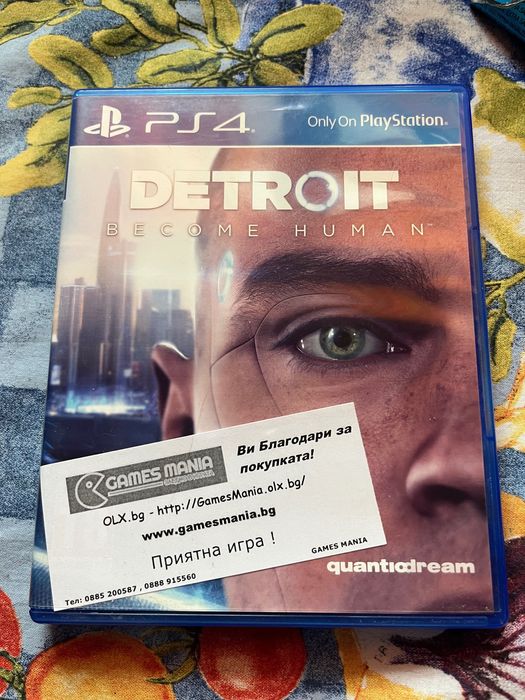 PS4
Only On PlayStation
DETROIT
BECOME HUMAN™
GAMES MANIA
Ви Благодари за
покупката!
OLX.bg - http://GamesMania.olx.bg/
www.gamesmania.bg
Приятна игра !
GAMES MANIA
Тел: 0885 200587 , 0888 915560
quanticdream